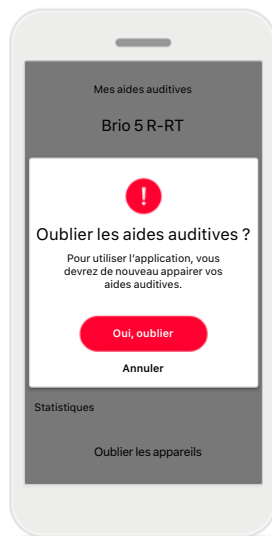 Mes aides auditives
Brio 5 R-RT
!
Oublier les aides auditives ?
Pour utiliser l'application, vous
devrez de nouveau appairer vos
aides auditives.
Oui, oublier
Annuler
Statistiques
Oublier les appareils